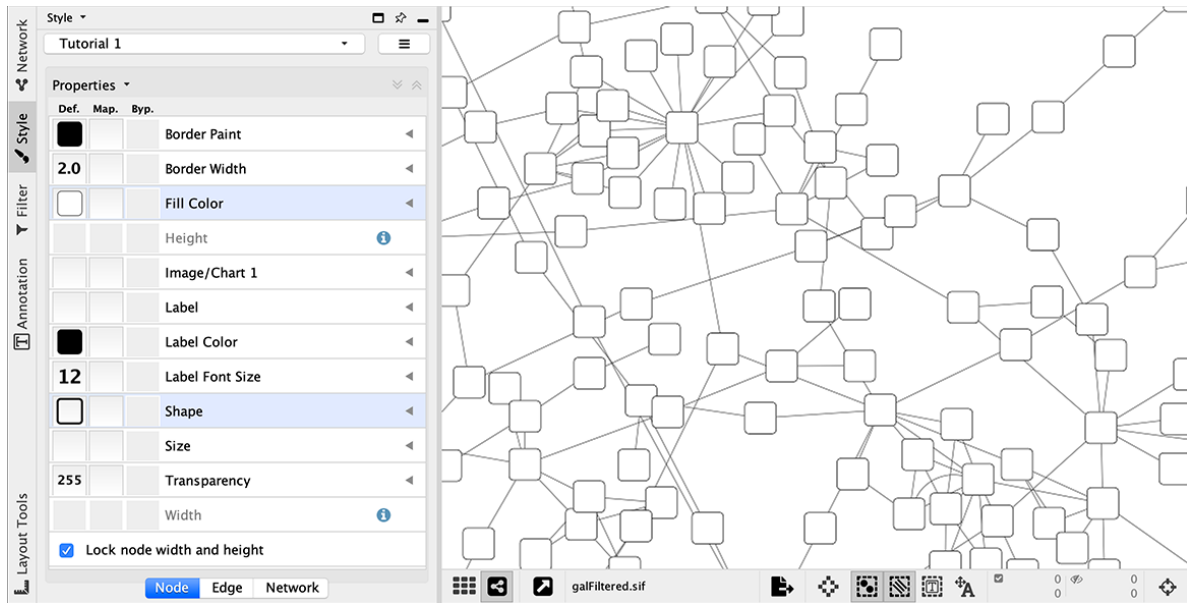 Network
Style
Filter
Annotation
Layout Tools
Style
Tutorial 1
Properties
Def. Map. Byp.
Border Paint
2.0 Border Width
Fill Color
Height
Image/Chart 1
Label
Label Color
12 Label Font Size
Shape
Size
255 Transparency
Width
Lock node width and height
Node Edge Network
galFiltered.sif
T A 0 0
0 0